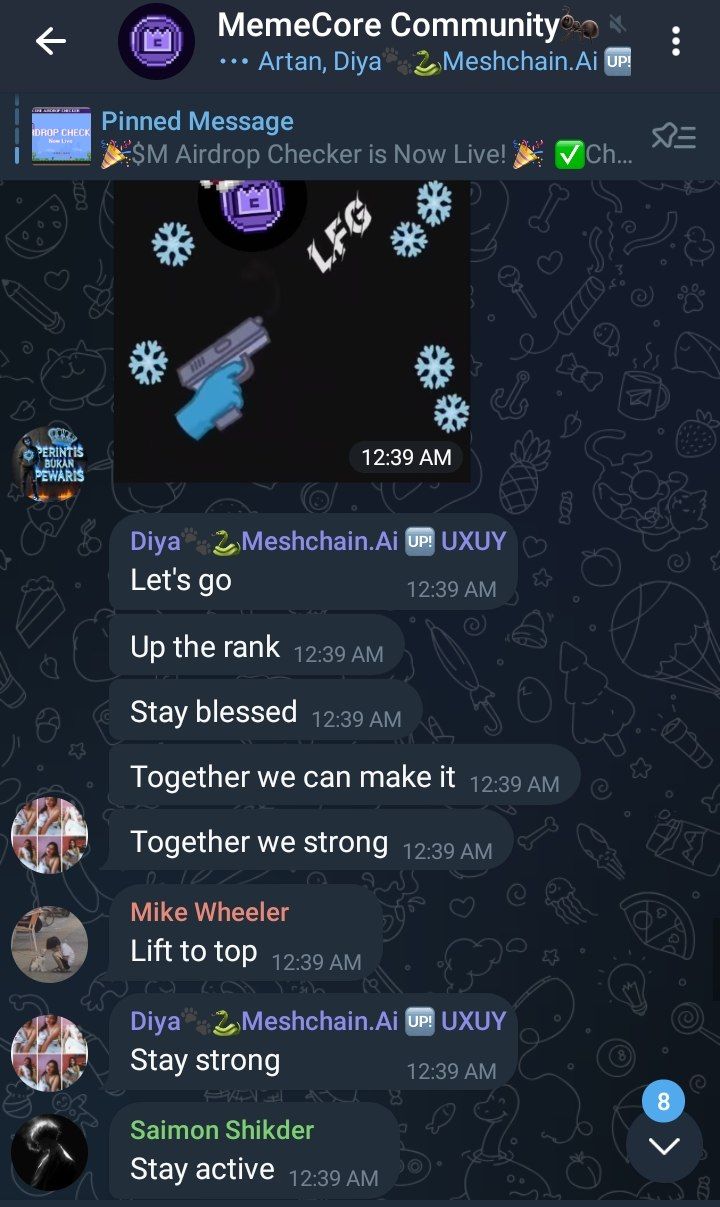 MemeCore Community🐜
Artan, Diya🐾🐍Meshchain.Ai 🆙
Pinned Message
🎉$M Airdrop Checker is Now Live! 🎉 ✅Ch...
AIRDROP CHECKER
RDROP CHECK
Now Live
LFG
12:39 AM
PERINTIS
BUKAN
PEWARIS
Diya🐾🐍Meshchain.Ai 🆙 UXUY
Let's go 12:39 AM
Up the rank 12:39 AM
Stay blessed 12:39 AM
Together we can make it 12:39 AM
Together we strong 12:39 AM
Mike Wheeler
Lift to top 12:39 AM
Diya🐾🐍Meshchain.Ai 🆙 UXUY
Stay strong 12:39 AM
8
Saimon Shikder
Stay active 12:39 AM